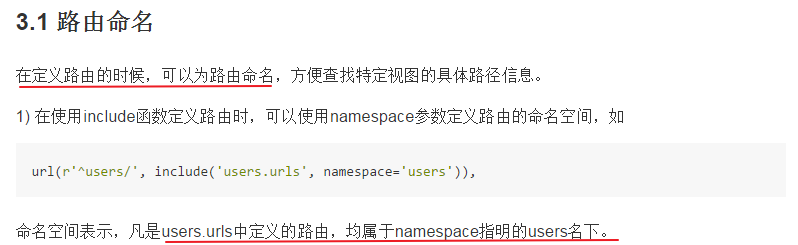 3.1 路由命名
在定义路由的时候，可以为路由命名，方便查找特定视图的具体路径信息。
1) 在使用include函数定义路由时，可以使用namespace参数定义路由的命名空间，如
url(r'^users/', include('users.urls', namespace='users')),
命名空间表示，凡是users.urls中定义的路由，均属于namespace指明的users名下。